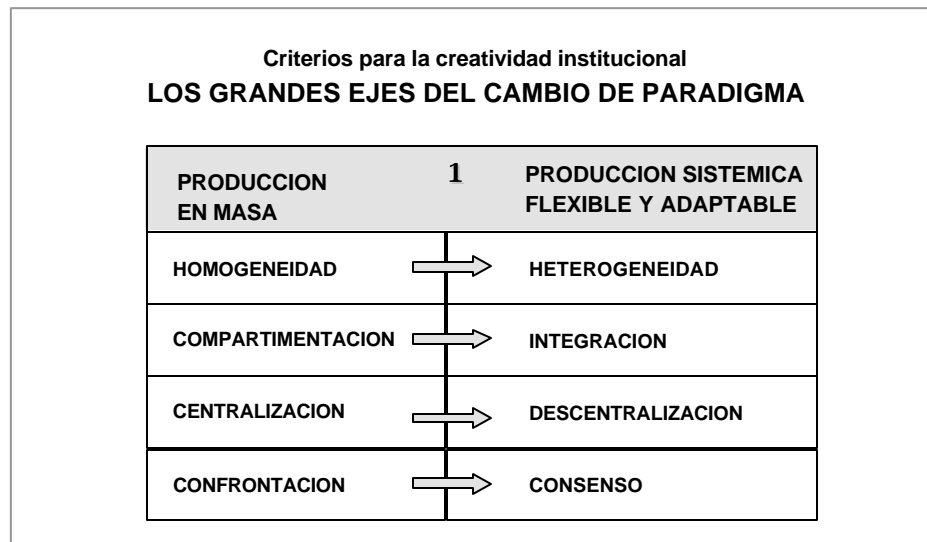 Criterios para la creatividad institucional
LOS GRANDES EJES DEL CAMBIO DE PARADIGMA
PRODUCCION
EN MASA
1
PRODUCCION SISTEMICA
FLEXIBLE Y ADAPTABLE
HOMOGENEIDAD
HETEROGENEIDAD
COMPARTIMENTACION
INTEGRACION
CENTRALIZACION
DESCENTRALIZACION
CONFRONTACION
CONSENSO